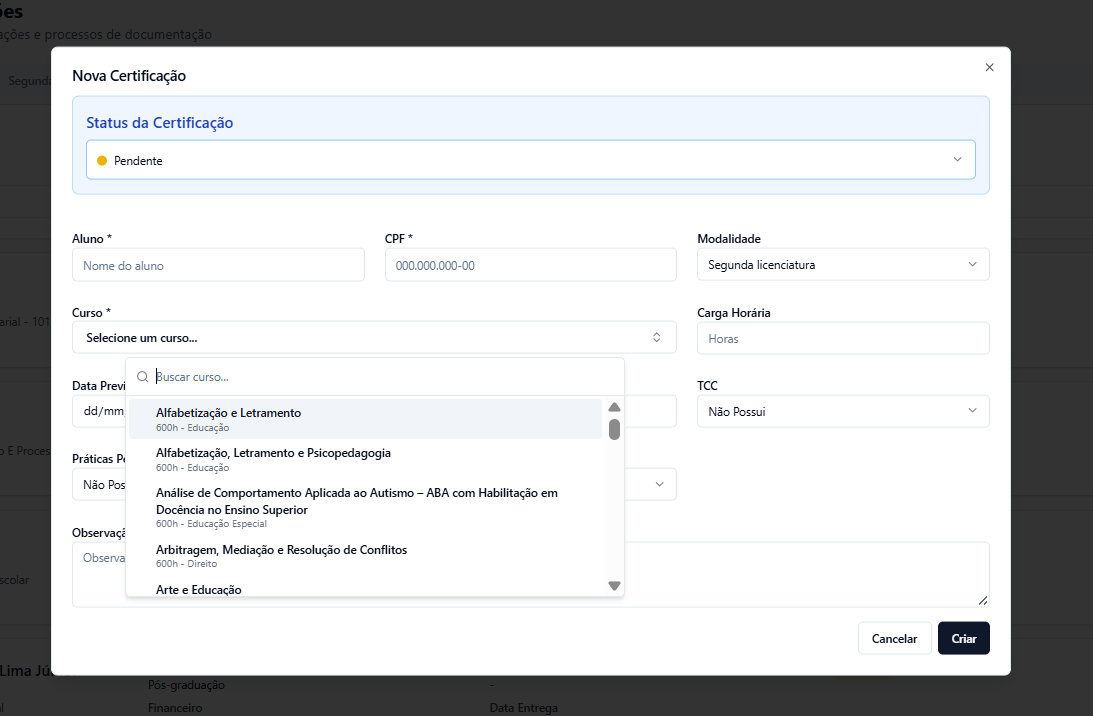 ões
ações e processos de documentação
Nova Certificação
Segunda
Status da Certificação
Pendente
Aluno *
CPF *
Modalidade
Nome do aluno
000.000.000-00
Segunda licenciatura
Curso *
Carga Horária
arial - 101
Selecione um curso...
Horas
Buscar curso...
Data Previ
TCC
dd/mm
Não Possui
Alfabetização e Letramento
600h - Educação
Alfabetização, Letramento e Psicopedagogia
600h - Educação
o E Proces
Práticas Pe
Não Pos
Análise de Comportamento Aplicada ao Autismo – ABA com Habilitação em
Docência no Ensino Superior
600h - Educação Especial
Observaçã
Observa
Arbitragem, Mediação e Resolução de Conflitos
600h - Direito
scolar
Arte e Educação
Cancelar
Criar
Lima Jú
Pós-graduação
-
Financeiro
Data Entrega